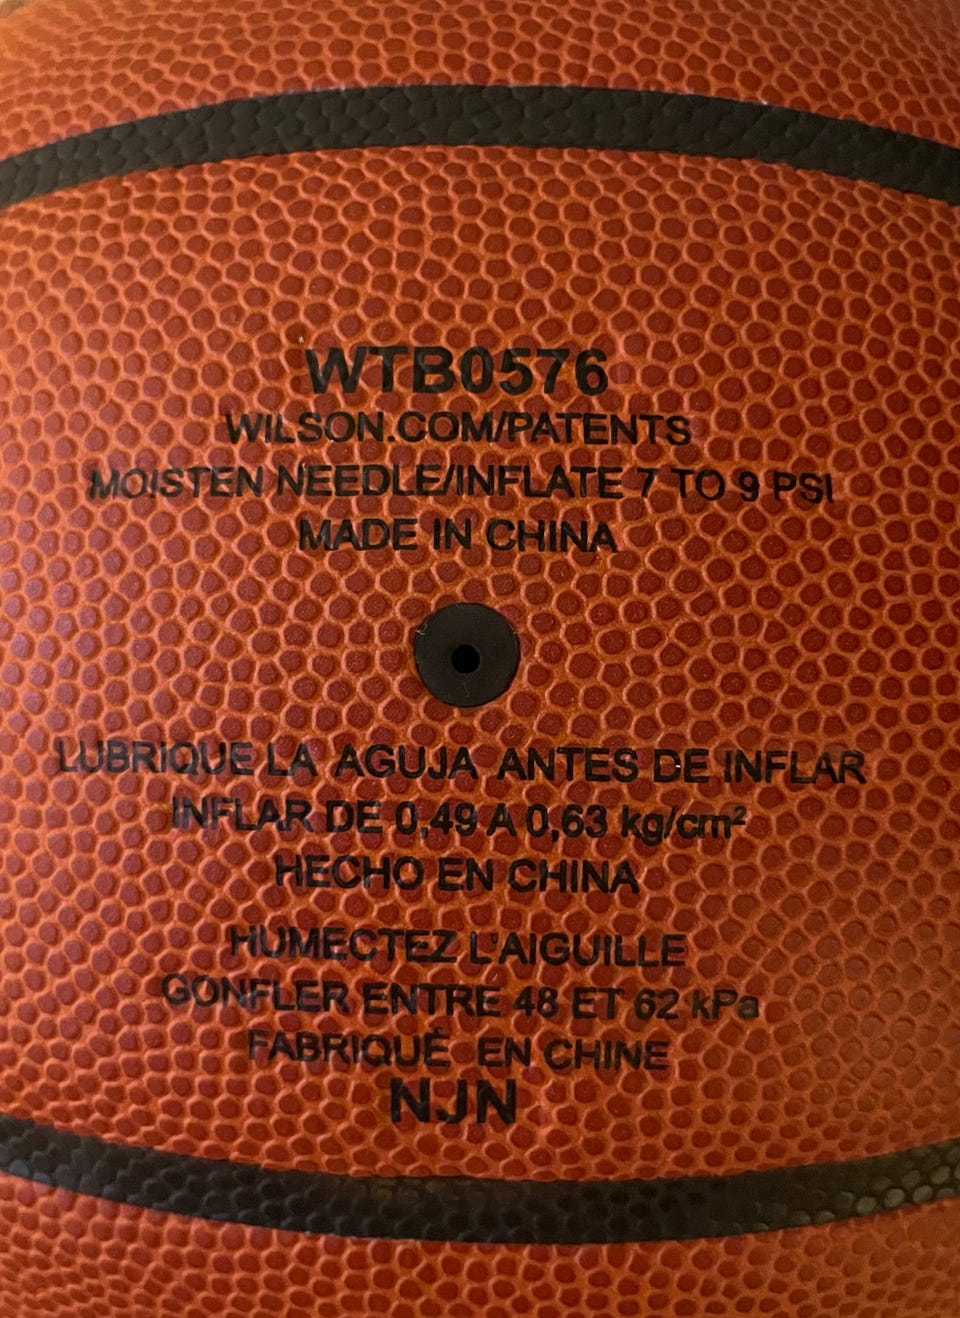 WTB0576
WILSON.COM/PATENTS
MOISTEN NEEDLE/INFLATE 7 TO 9 PSI
MADE IN CHINA
LUBRIQUE LA AGUJA ANTES DE INFLAR
INFLAR DE 0,49 A 0,63 kg/cm²
HECHO EN CHINA
HUMECTEZ L'AIGUILLE
GONFLER ENTRE 48 ET 62 kPa
FABRIQUÉ EN CHINE
NJN